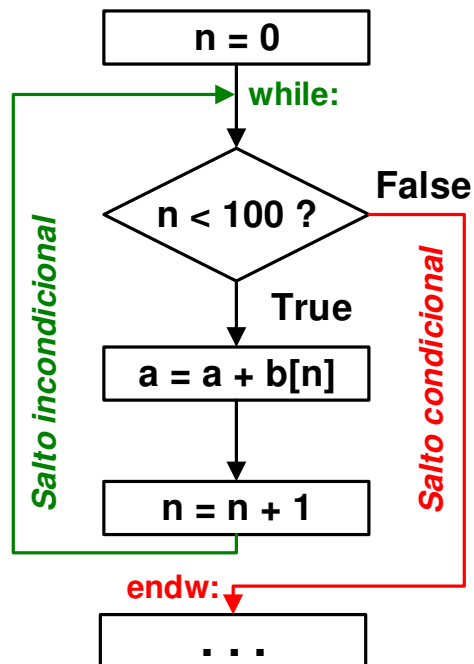 n = 0
while:
n < 100 ?
False
True
a = a + b[n]
n = n + 1
Salto incondicional
Salto condicional
endw:
. . .